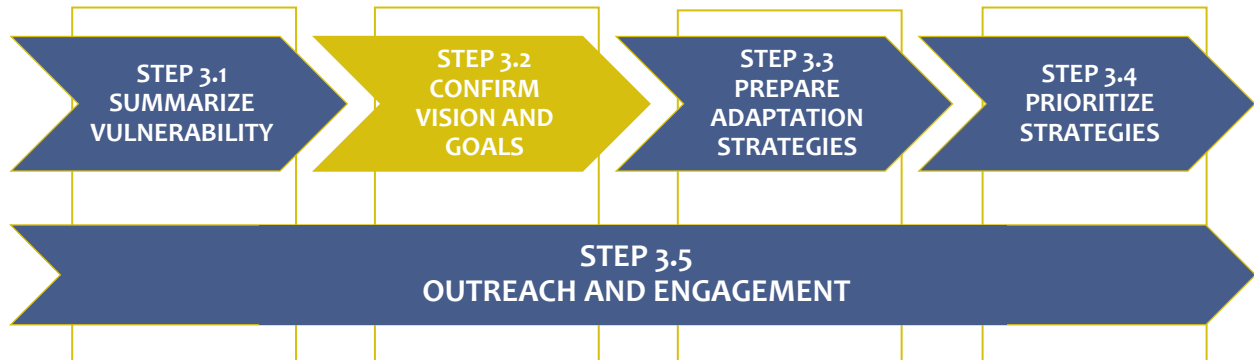 STEP 3.1
SUMMARIZE
VULNERABILITY
STEP 3.2
CONFIRM
VISION AND
GOALS
STEP 3.3
PREPARE
ADAPTATION
STRATEGIES
STEP 3.4
PRIORITIZE
STRATEGIES
STEP 3.5
OUTREACH AND ENGAGEMENT